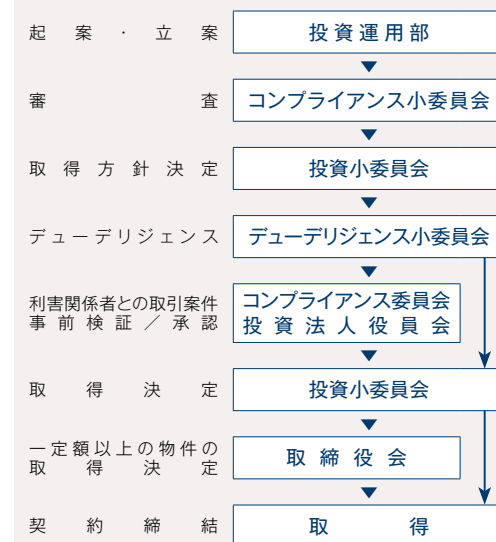 起案・立案 投資運用部
審査 コンプライアンス小委員会
取得方針決定 投資小委員会
デューデリジェンス デューデリジェンス小委員会
利害関係者との取引案件 コンプライアンス委員会
事前検証／承認 投資法人役員会
取得決定 投資小委員会
一定額以上の物件の
取得決定 取締役会
契約締結 取得